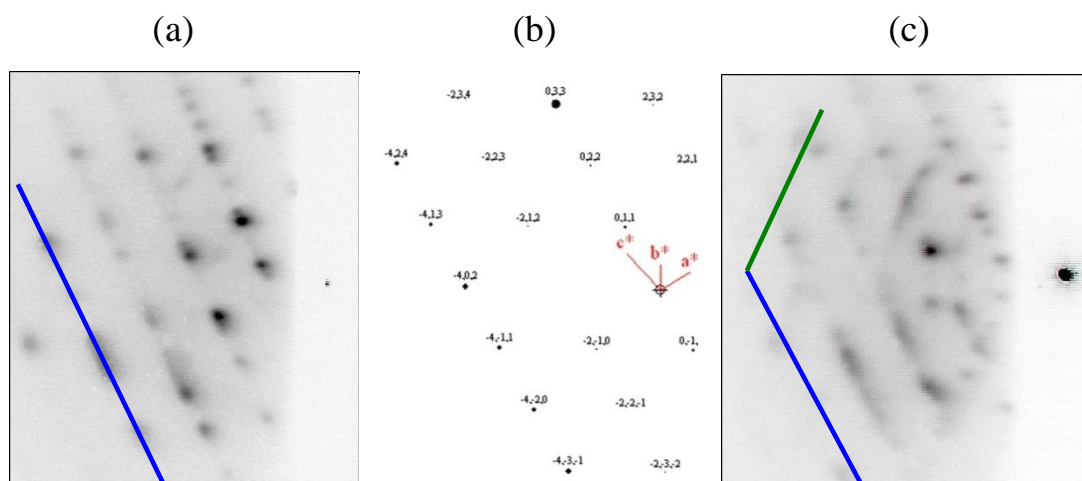 (a) (b) (c)
-2,3,4 0,3,3 2,3,2
-4,2,4 -2,2,3 0,2,2 2,2,1
-4,1,3 -2,1,2 0,1,1
c* b* a*
-4,0,2
-4,-1,1 -2,-1,0 0,-1,
-4,-2,0 -2,-2,-1
-4,-3,-1 -2,-3,-2